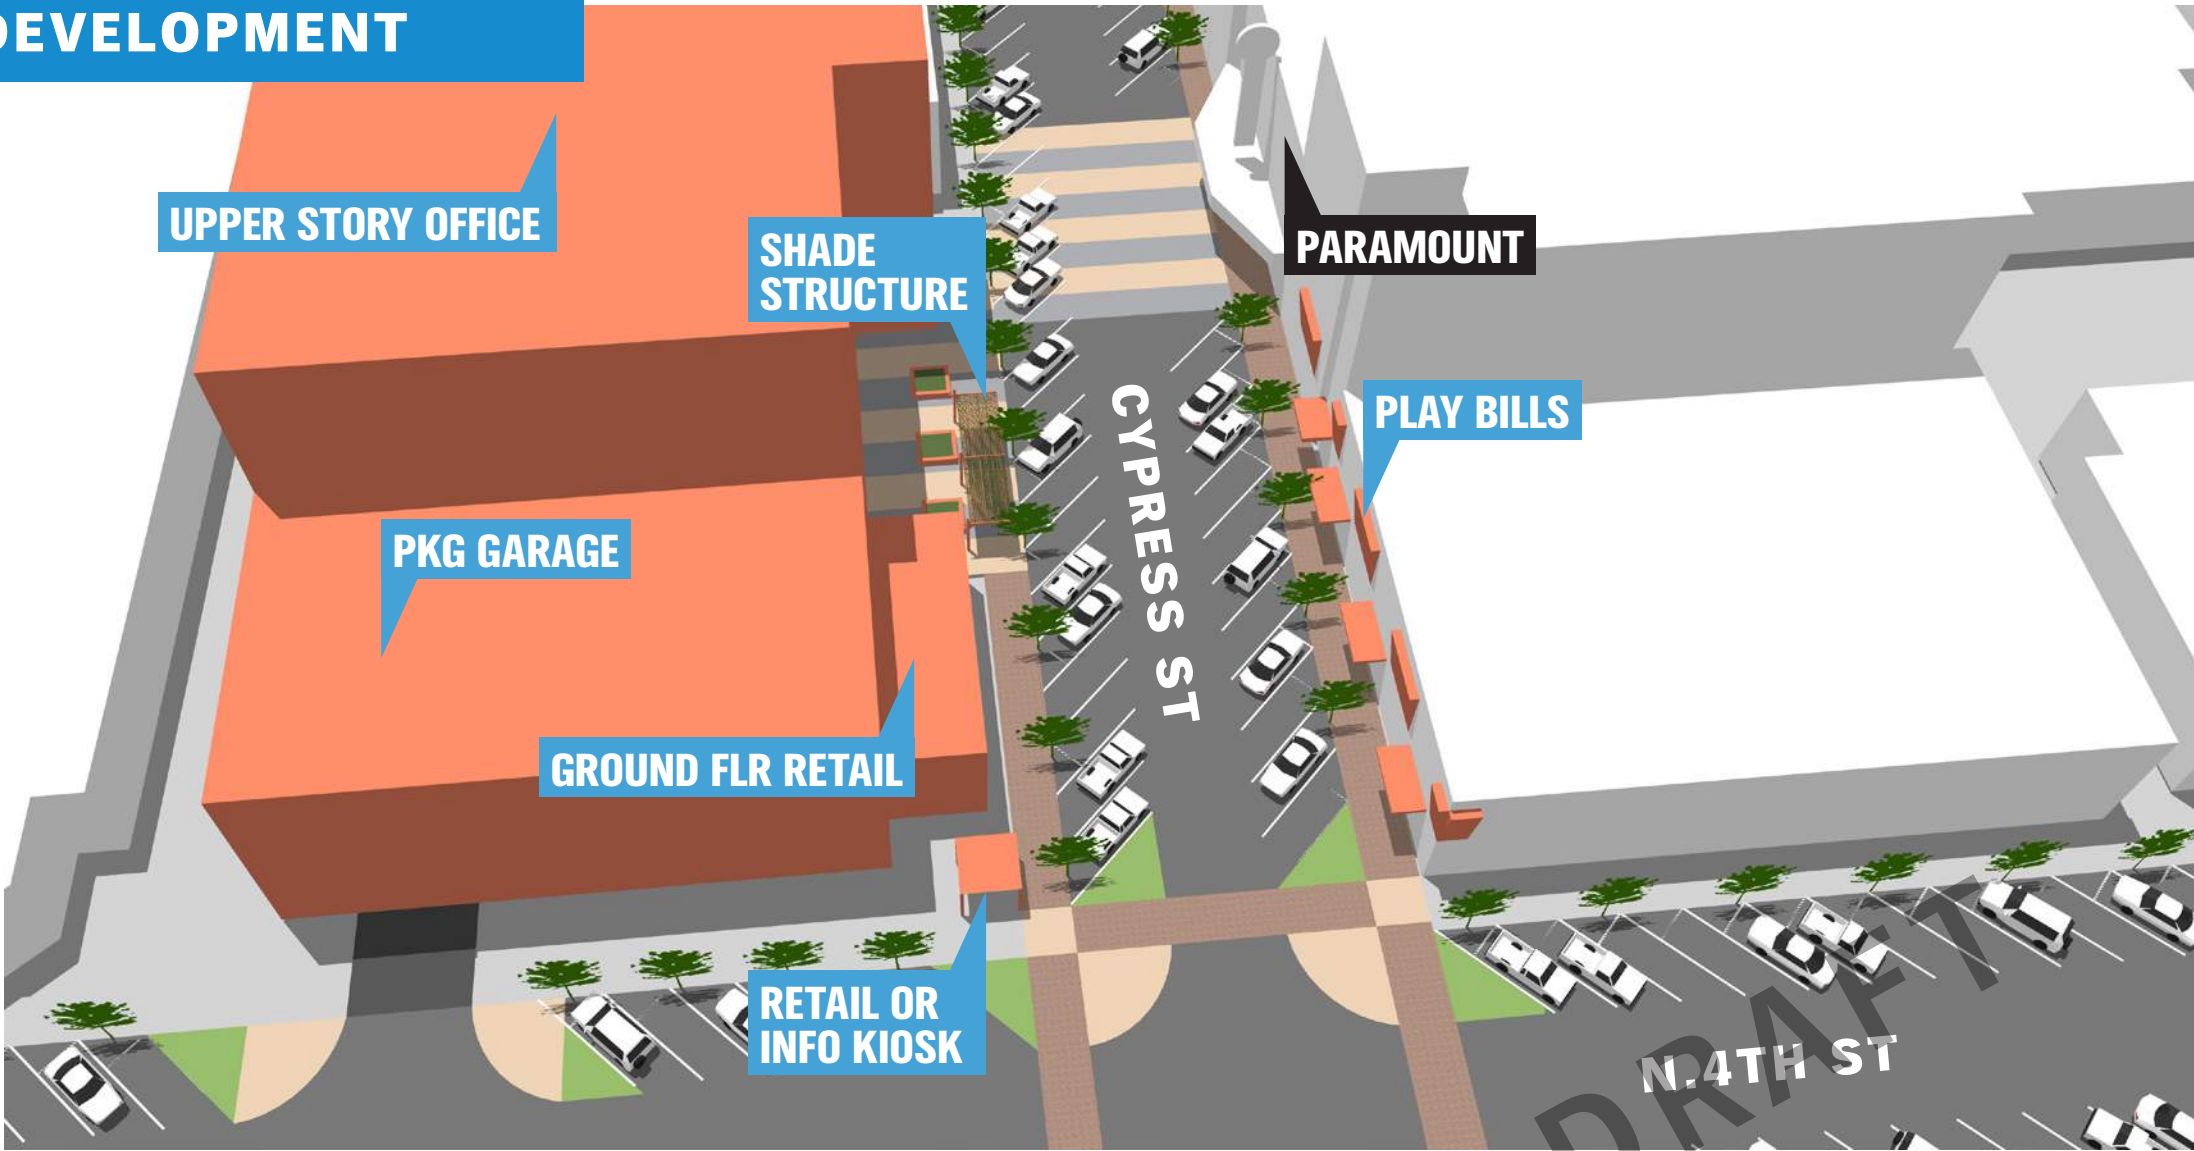 DEVELOPMENT
UPPER STORY OFFICE
SHADE
STRUCTURE
PARAMOUNT
PLAY BILLS
CYPRESS ST
PKG GARAGE
GROUND FLR RETAIL
RETAIL OR
INFO KIOSK
N.4TH ST
DRAFT